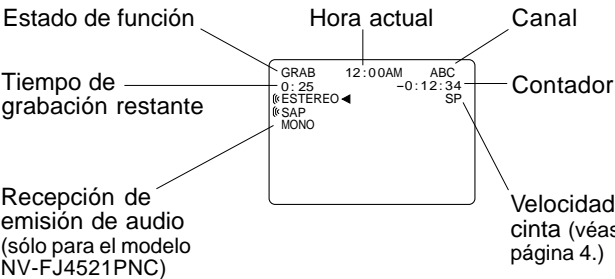 Estado de función
Hora actual
Canal
Tiempo de
grabación restante
GRAB 12:00AM ABC
0:25 −0:12:34
ESTEREO◀ SP
SAP
MONO
Contador
Recepción de
emisión de audio
(sólo para el modelo
NV-FJ4521PNC)
Velocidad
cinta (véas
página 4.)